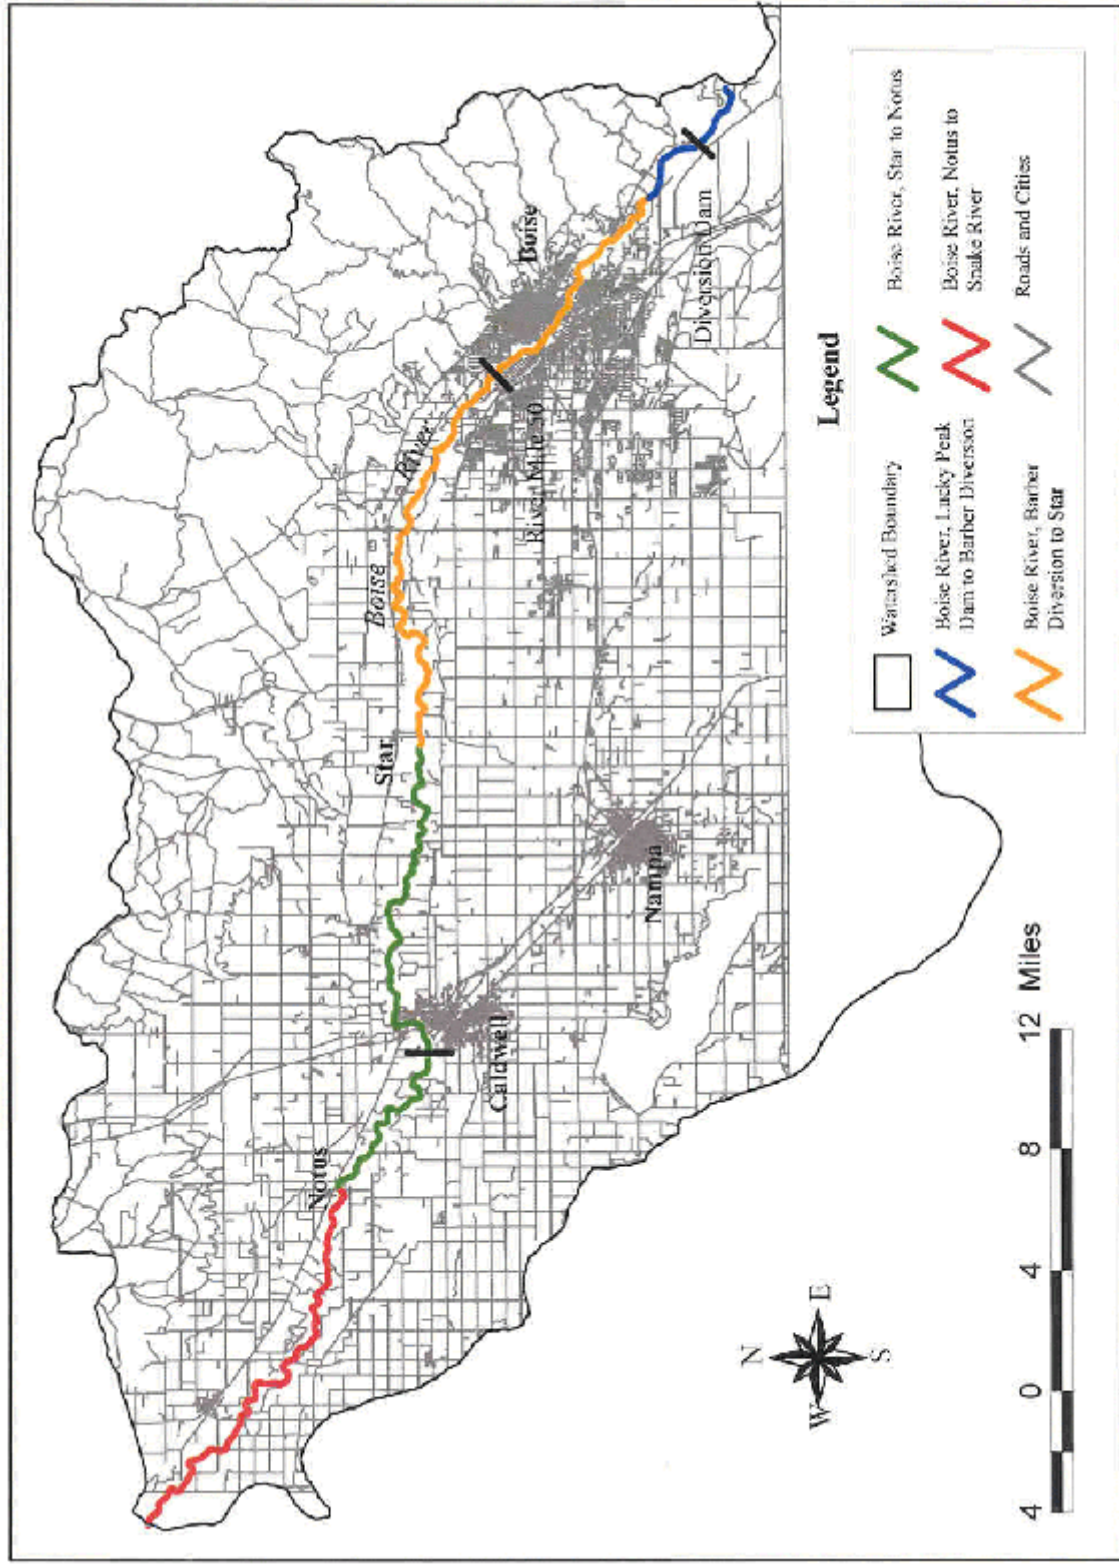 Boise
River
Boise
Star
River Mile 50
Diversion Dam
Notus
Caldwell
Nampa
Legend
Watershed Boundary
Boise River, Lucky Peak
Dam to Barber Diversion
Boise River, Barber
Diversion to Star
Boise River, Star to Notus
Boise River, Notus to
Snake River
Roads and Cities
N
W
E
S
4 0 4 8 12 Miles